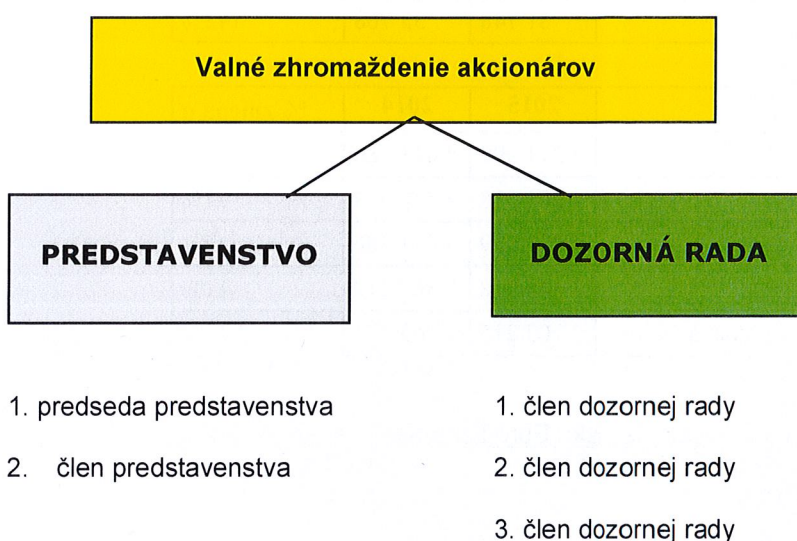 Valné zhromaždenie akcionárov
PREDSTAVENSTVO
DOZORNÁ RADA
1. predseda predstavenstva
2. člen predstavenstva
1. člen dozornej rady
2. člen dozornej rady
3. člen dozornej rady